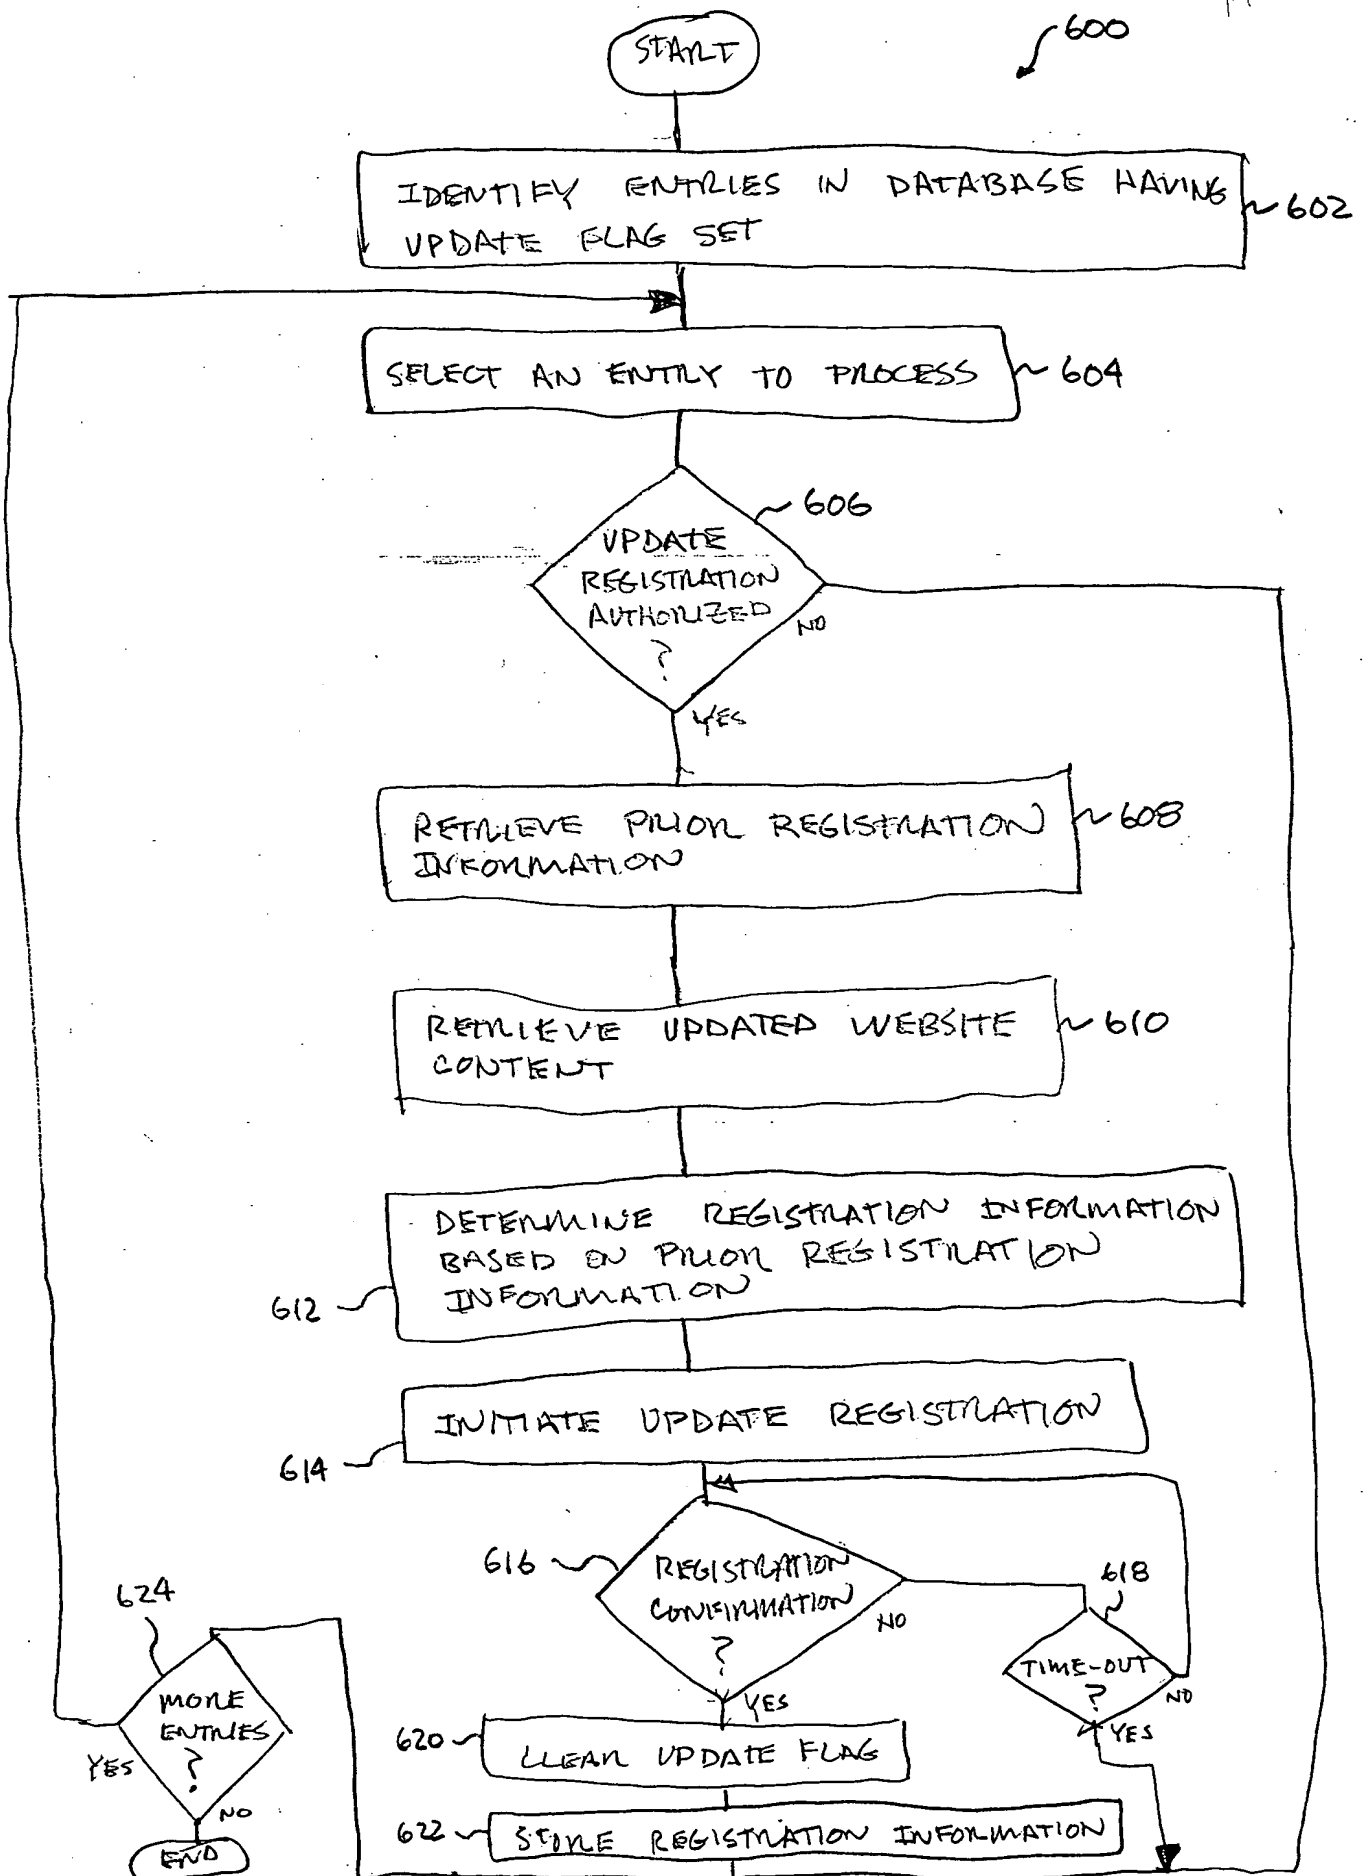 START
600
IDENTIFY ENTRIES IN DATABASE HAVING
UPDATE FLAG SET
602
SELECT AN ENTRY TO PROCESS
604
606
UPDATE
REGISTRATION
AUTHORIZED
?
NO
YES
RETRIEVE PRIOR REGISTRATION
INFORMATION
608
RETRIEVE UPDATED WEBSITE
CONTENT
610
DETERMINE REGISTRATION INFORMATION
BASED ON PRIOR REGISTRATION
INFORMATION
612
INITIATE UPDATE REGISTRATION
614
616
REGISTRATION
CONFIRMATION
?
NO
YES
618
TIME-OUT
?
NO
YES
620
CLEAR UPDATE FLAG
622
STORE REGISTRATION INFORMATION
624
MORE
ENTRIES
?
YES
NO
END